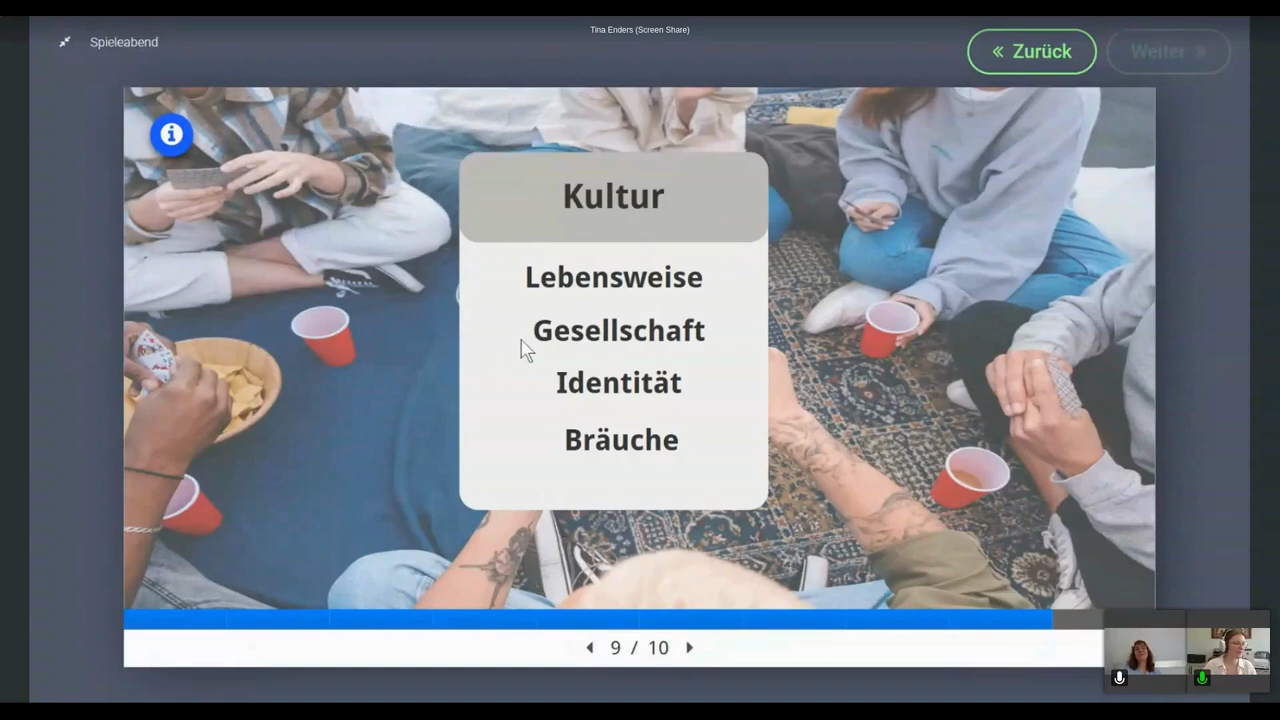 Tina Enders (Screen Share)
Spieleabend
« Zurück
Weiter »
Kultur
Lebensweise
Gesellschaft
Identität
Bräuche
9 / 10